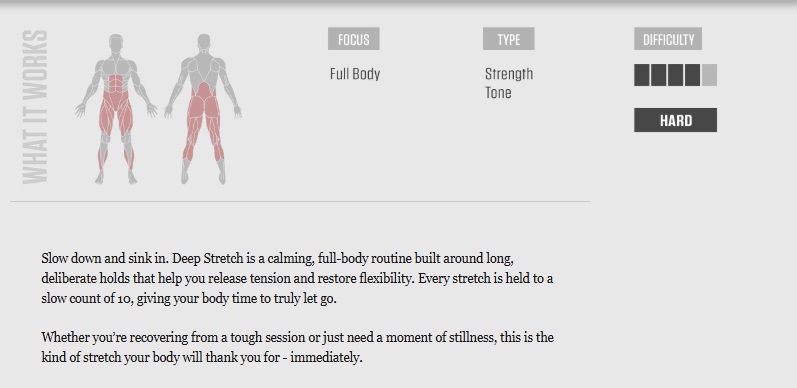 WHAT IT WORKS
FOCUS
Full Body
TYPE
Strength
Tone
DIFFICULTY
HARD
Slow down and sink in. Deep Stretch is a calming, full-body routine built around long,
deliberate holds that help you release tension and restore flexibility. Every stretch is held to a
slow count of 10, giving your body time to truly let go.
Whether you’re recovering from a tough session or just need a moment of stillness, this is the
kind of stretch your body will thank you for - immediately.